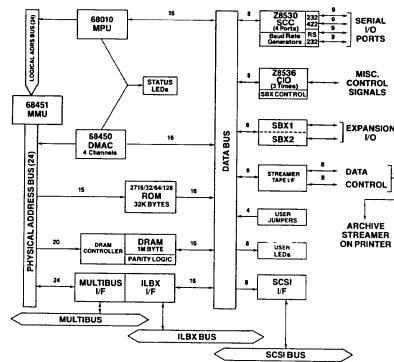 68010
MPU
16
8
Z8530
SCC
(4 Ports)
232
422
Baud Rate
Generators
RS
232
9
9
9
9
SERIAL
I/O
PORTS
LOGICAL ADRS BUS (24)
STATUS
LEDs
8
Z8536
CIO
(3 Times)
SBX CONTROL
9
MISC.
CONTROL
SIGNALS
68451
MMU
68450
DMAC
4 Channels
16
DATA BUS
8
SBX1
SBX2
EXPANSION
I/O
PHYSICAL ADDRESS BUS (24)
15
2716/32/64/128
ROM
32K BYTES
16
8
STREAMER
TAPE I/F
8
8
DATA
CONTROL
4
USER
JUMPERS
ARCHIVE
STREAMER
ON PRINTER
20
DRAM
CONTROLLER
DRAM
1M BYTE
PARITY LOGIC
16
8
USER
LEDs
24
MULTIBUS
I/F
ILBX
I/F
16
8
SCSI
I/F
MULTIBUS
ILBX BUS
SCSI BUS